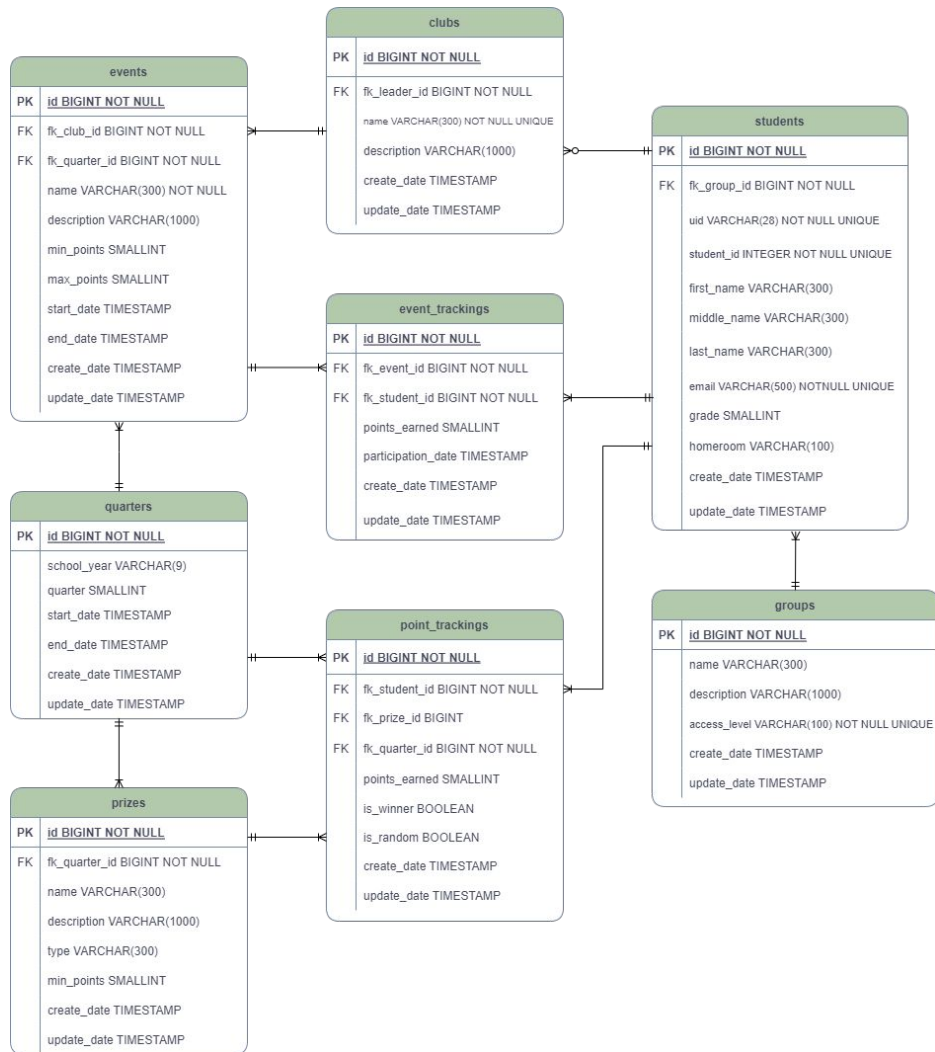 clubs
PK id BIGINT NOT NULL
FK fk_leader_id BIGINT NOT NULL
name VARCHAR(300) NOT NULL UNIQUE
description VARCHAR(1000)
create_date TIMESTAMP
update_date TIMESTAMP
events
PK id BIGINT NOT NULL
FK fk_club_id BIGINT NOT NULL
FK fk_quarter_id BIGINT NOT NULL
name VARCHAR(300) NOT NULL
description VARCHAR(1000)
min_points SMALLINT
max_points SMALLINT
start_date TIMESTAMP
end_date TIMESTAMP
create_date TIMESTAMP
update_date TIMESTAMP
students
PK id BIGINT NOT NULL
FK fk_group_id BIGINT NOT NULL
uid VARCHAR(28) NOT NULL UNIQUE
student_id INTEGER NOT NULL UNIQUE
first_name VARCHAR(300)
middle_name VARCHAR(300)
last_name VARCHAR(300)
email VARCHAR(500) NOTNULL UNIQUE
grade SMALLINT
homeroom VARCHAR(100)
create_date TIMESTAMP
update_date TIMESTAMP
event_trackings
PK id BIGINT NOT NULL
FK fk_event_id BIGINT NOT NULL
FK fk_student_id BIGINT NOT NULL
points_earned SMALLINT
participation_date TIMESTAMP
create_date TIMESTAMP
update_date TIMESTAMP
quarters
PK id BIGINT NOT NULL
school_year VARCHAR(9)
quarter SMALLINT
start_date TIMESTAMP
end_date TIMESTAMP
create_date TIMESTAMP
update_date TIMESTAMP
point_trackings
PK id BIGINT NOT NULL
FK fk_student_id BIGINT NOT NULL
FK fk_prize_id BIGINT
FK fk_quarter_id BIGINT NOT NULL
points_earned SMALLINT
is_winner BOOLEAN
is_random BOOLEAN
create_date TIMESTAMP
update_date TIMESTAMP
groups
PK id BIGINT NOT NULL
name VARCHAR(300)
description VARCHAR(1000)
access_level VARCHAR(100) NOT NULL UNIQUE
create_date TIMESTAMP
update_date TIMESTAMP
prizes
PK id BIGINT NOT NULL
FK fk_quarter_id BIGINT NOT NULL
name VARCHAR(300)
description VARCHAR(1000)
type VARCHAR(300)
min_points SMALLINT
create_date TIMESTAMP
update_date TIMESTAMP